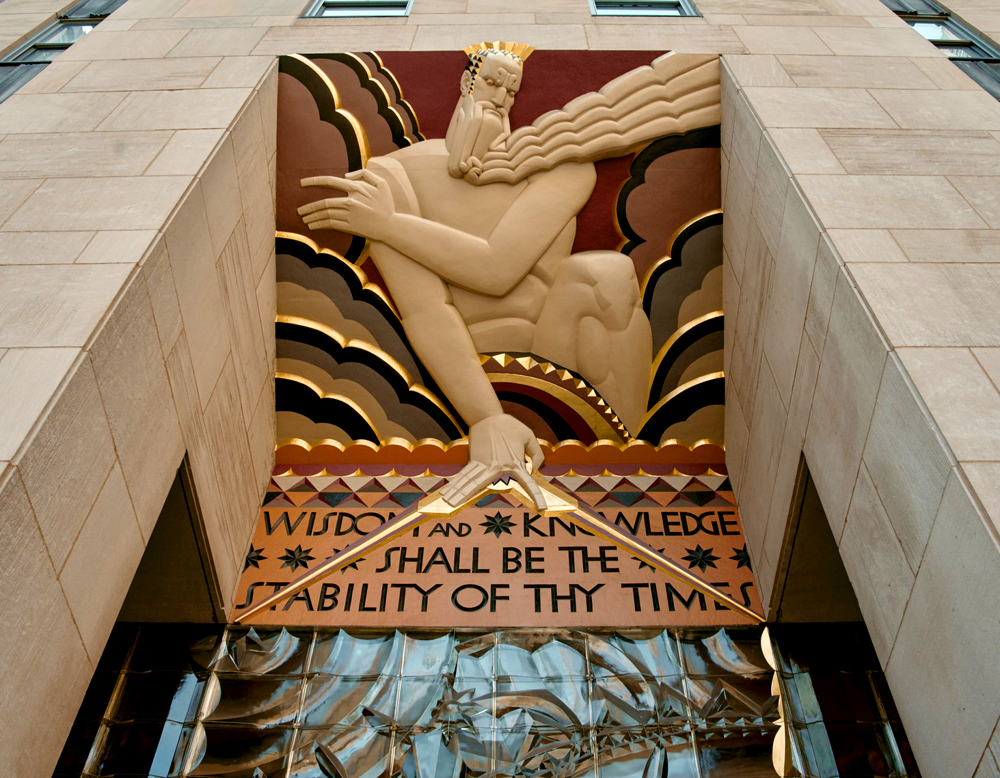 WISDOM AND KNOWLEDGE
SHALL BE THE
STABILITY OF THY TIMES